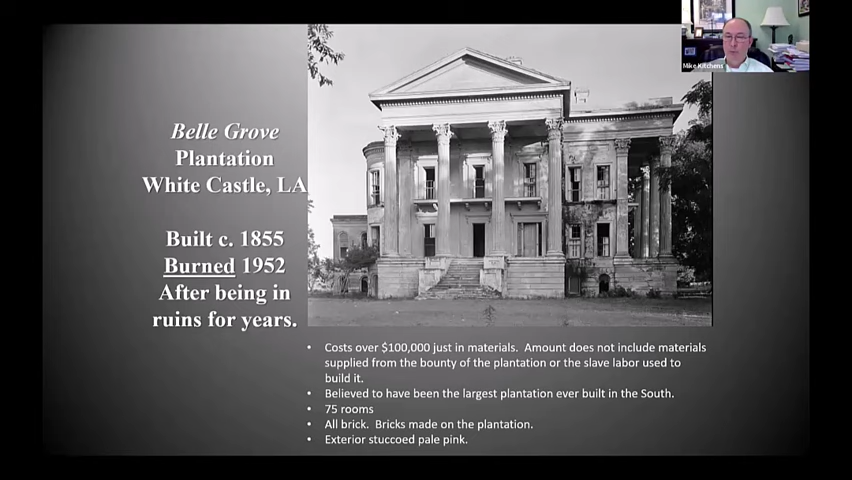 Mike Kitchens
Belle Grove
Plantation
White Castle, LA
Built c. 1855
Burned 1952
After being in
ruins for years.
• Costs over $100,000 just in materials. Amount does not include materials
supplied from the bounty of the plantation or the slave labor used to
build it.
• Believed to have been the largest plantation ever built in the South.
• 75 rooms
• All brick. Bricks made on the plantation.
• Exterior stuccoed pale pink.